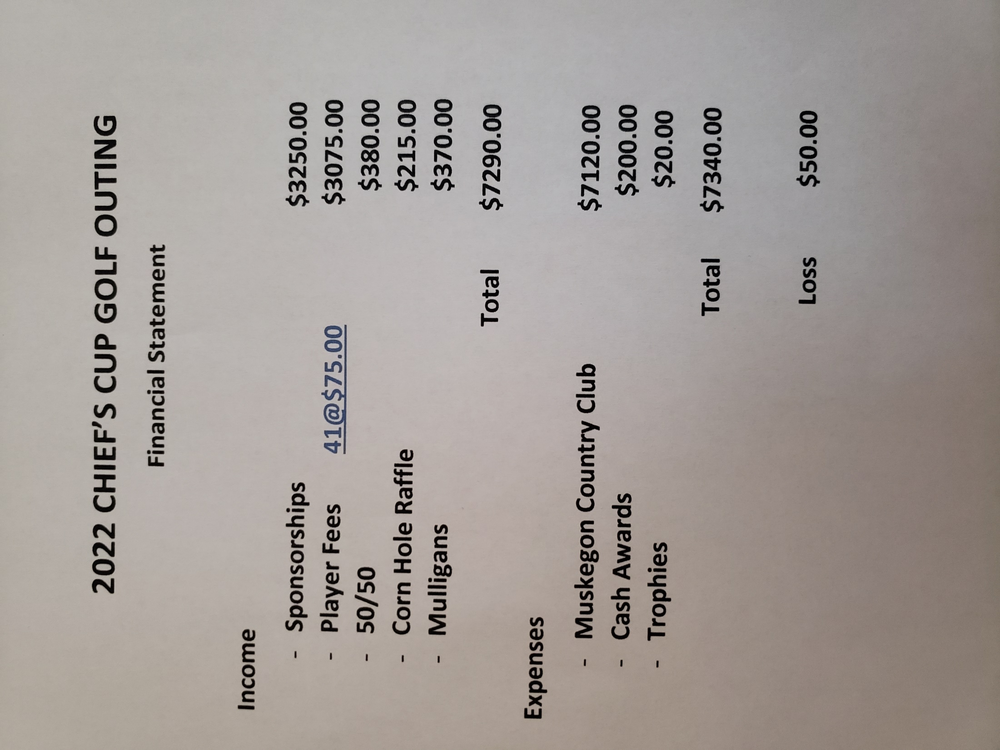 2022 CHIEF'S CUP GOLF OUTING
Financial Statement
Income
- Sponsorships $3250.00
- Player Fees 41@$75.00 $3075.00
- 50/50 $380.00
- Corn Hole Raffle $215.00
- Mulligans $370.00
Total $7290.00
Expenses
- Muskegon Country Club $7120.00
- Cash Awards $200.00
- Trophies $20.00
Total $7340.00
Loss $50.00